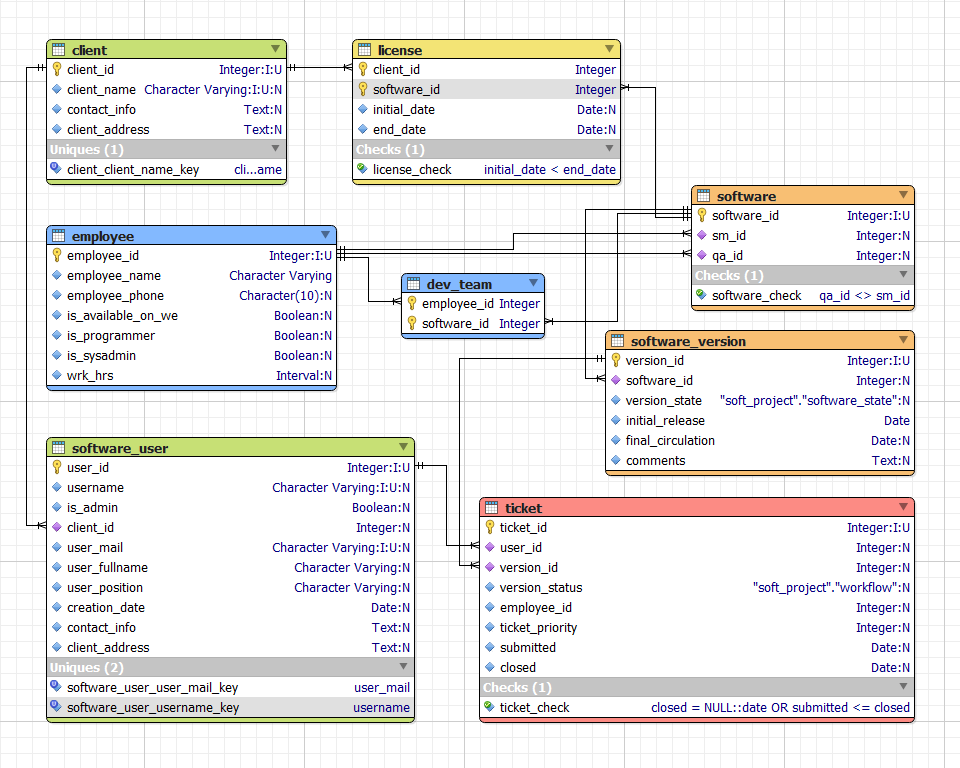 client
client_id Integer:I:U
client_name Character Varying:I:U:N
contact_info Text:N
client_address Text:N
Uniques (1)
client_client_name_key cli...ame
license
client_id Integer
software_id Integer
initial_date Date:N
end_date Date:N
Checks (1)
license_check initial_date < end_date
software
software_id Integer:I:U
sm_id Integer:N
qa_id Integer:N
Checks (1)
software_check qa_id <> sm_id
employee
employee_id Integer:I:U
employee_name Character Varying
employee_phone Character(10):N
is_available_on_we Boolean:N
is_programmer Boolean:N
is_sysadmin Boolean:N
wrk_hrs Interval:N
dev_team
employee_id Integer
software_id Integer
software_version
version_id Integer:I:U
software_id Integer:N
version_state "soft_project"."software_state":N
initial_release Date
final_circulation Date:N
comments Text:N
software_user
user_id Integer:I:U
username Character Varying:I:U:N
is_admin Boolean:N
client_id Integer:N
user_mail Character Varying:I:U:N
user_fullname Character Varying:N
user_position Character Varying:N
creation_date Date:N
contact_info Text:N
client_address Text:N
Uniques (2)
software_user_user_mail_key user_mail
software_user_username_key username
ticket
ticket_id Integer:I:U
user_id Integer:N
version_id Integer:N
version_status "soft_project"."workflow":N
employee_id Integer:N
ticket_priority Integer:N
submitted Date:N
closed Date:N
Checks (1)
ticket_check closed = NULL::date OR submitted <= closed